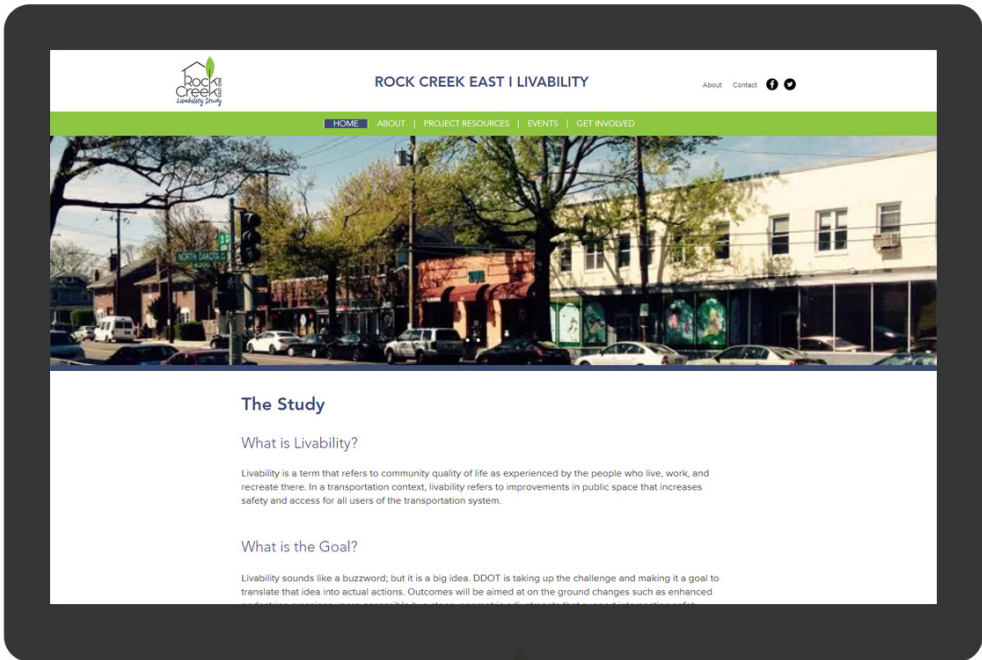 Rock
Creek
East One
Livability Study
ROCK CREEK EAST I LIVABILITY
About Contact
HOME ABOUT | PROJECT RESOURCES | EVENTS | GET INVOLVED
NORTH DAKOTA
The Study
What is Livability?
Livability is a term that refers to community quality of life as experienced by the people who live, work, and
recreate there. In a transportation context, livability refers to improvements in public space that increases
safety and access for all users of the transportation system.
What is the Goal?
Livability sounds like a buzzword; but it is a big idea. DDOT is taking up the challenge and making it a goal to
translate that idea into actual actions. Outcomes will be aimed at on the ground changes such as enhanced